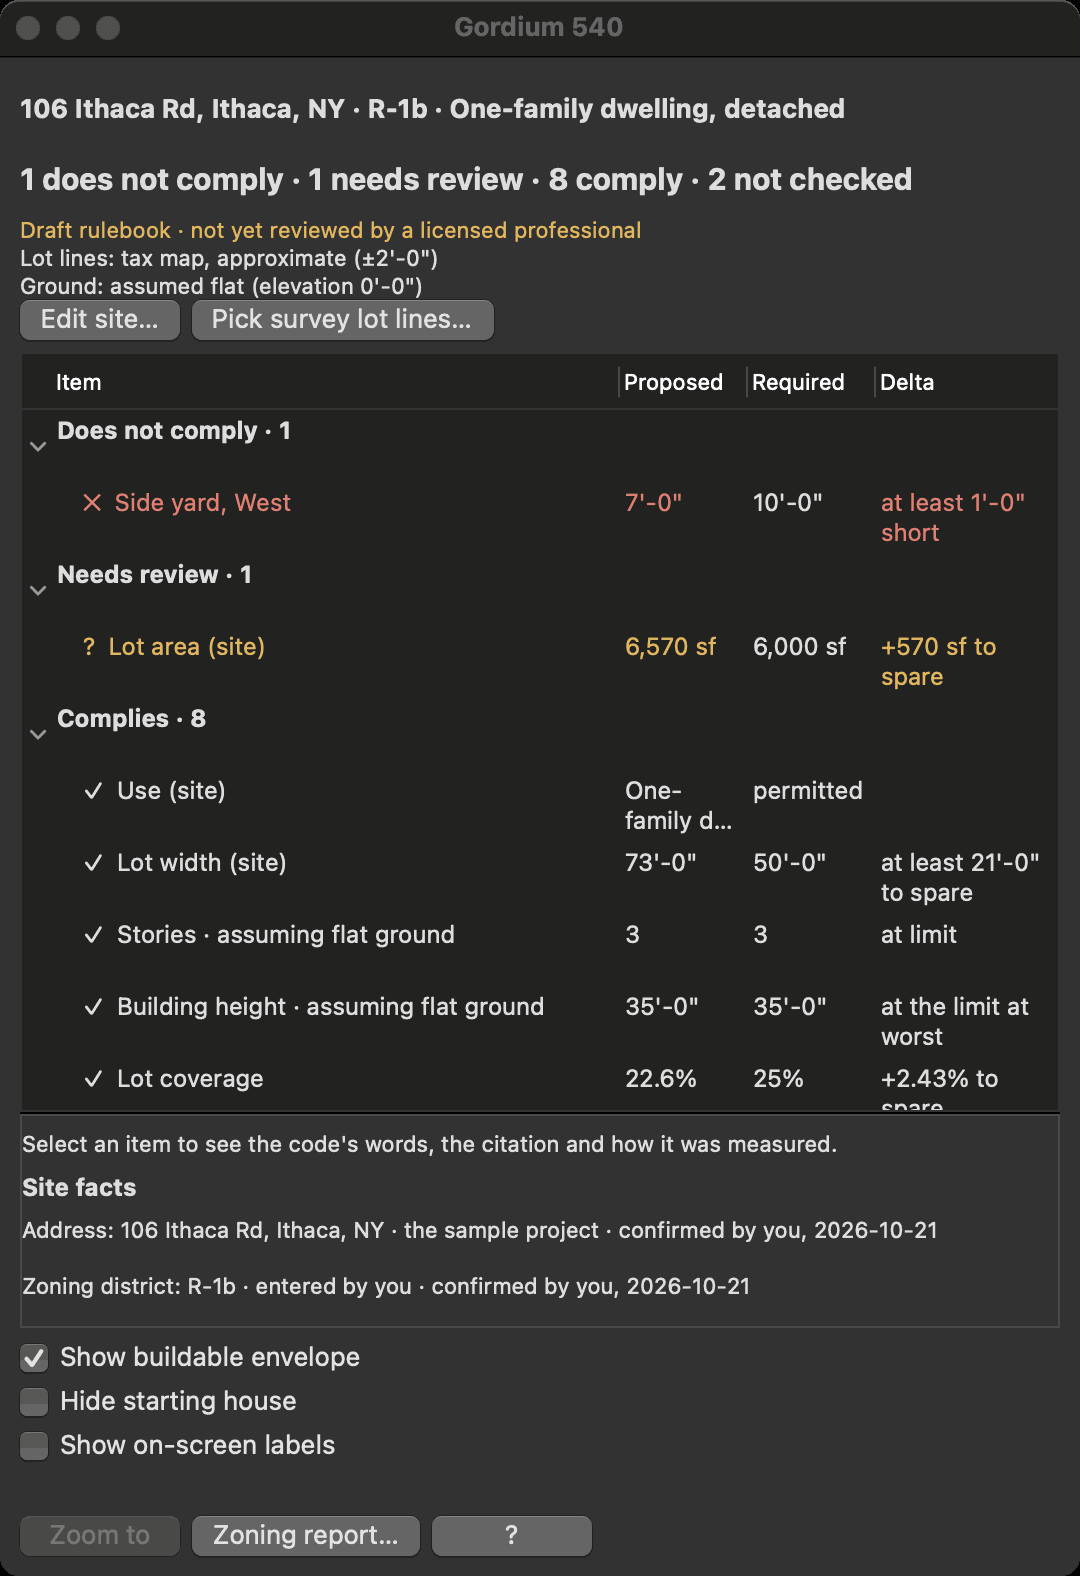 Gordium 540
106 Ithaca Rd, Ithaca, NY · R-1b · One-family dwelling, detached
1 does not comply · 1 needs review · 8 comply · 2 not checked
Draft rulebook · not yet reviewed by a licensed professional
Lot lines: tax map, approximate (±2'-0")
Ground: assumed flat (elevation 0'-0")
Edit site... Pick survey lot lines...
Item Proposed Required Delta
Does not comply · 1
✕ Side yard, West 7'-0" 10'-0" at least 1'-0"
short
Needs review · 1
? Lot area (site) 6,570 sf 6,000 sf +570 sf to
spare
Complies · 8
✓ Use (site) One- permitted
family d...
✓ Lot width (site) 73'-0" 50'-0" at least 21'-0"
to spare
✓ Stories · assuming flat ground 3 3 at limit
✓ Building height · assuming flat ground 35'-0" 35'-0" at the limit at
worst
✓ Lot coverage 22.6% 25% +2.43% to
spare
Select an item to see the code's words, the citation and how it was measured.
Site facts
Address: 106 Ithaca Rd, Ithaca, NY · the sample project · confirmed by you, 2026-10-21
Zoning district: R-1b · entered by you · confirmed by you, 2026-10-21
Show buildable envelope
Hide starting house
Show on-screen labels
Zoom to Zoning report... ?